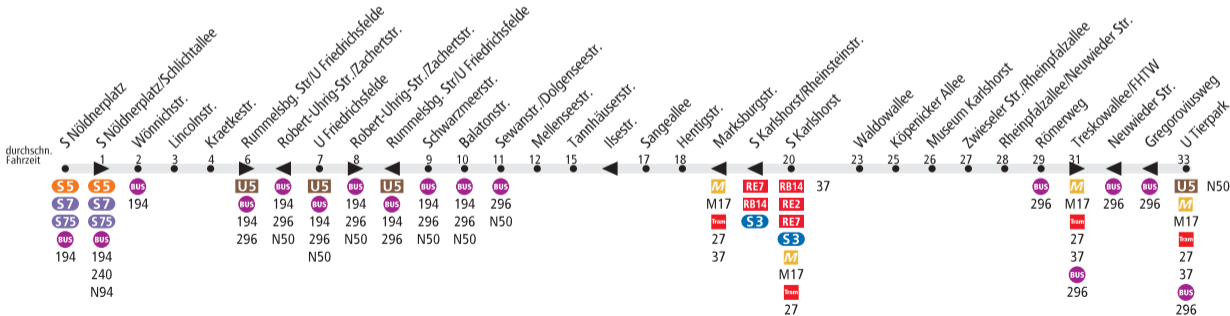 S Nöldnerplatz
S Nöldnerplatz/Schlichtallee
Wönnichstr.
Lincolnstr.
Kraetkestr.
Rummelsbg. Str/U Friedrichsfelde
Robert-Uhrig-Str./Zachertstr.
U Friedrichsfelde
Robert-Uhrig-Str./Zachertstr.
Rummelsbg. Str/U Friedrichsfelde
Schwarzmeerstr.
Balatonstr.
Sewanstr./Dolgenseestr.
Mellenseestr.
Tannhäuserstr.
Ilsestr.
Sangeallee
Hentigstr.
Marksburgstr.
S Karlshorst/Rheinsteinstr.
S Karlshorst
Waldowallee
Köpenicker Allee
Museum Karlshorst
Zwieseler Str./Rheinpfalzallee
Rheinpfalzallee/Neuwieder Str.
Römerweg
Treskowallee/FHTW
Neuwieder Str.
Gregoroviusweg
U Tierpark
durchschn.
Fahrzeit 1 2 3 4 6 7 8 9 10 11 12 15 17 18 20 23 25 26 27 28 29 31 33
S5 S5 BUS U5 BUS U5 BUS U5 BUS BUS BUS M RE7 RB14 37 BUS M BUS BUS U5 N50
S7 S7 194 BUS 194 BUS 194 BUS 194 194 296 M17 RB14 RE2 296 M17 296 296 M
S75 S75 194 296 194 296 194 296 296 N50 Tram S3 RE7 Tram M17
BUS BUS 296 N50 296 N50 296 N50 N50 27 S3 27 Tram
194 194 N50 37 M 37 27
240 M17 BUS 37
N94 Tram 296 BUS
27 296